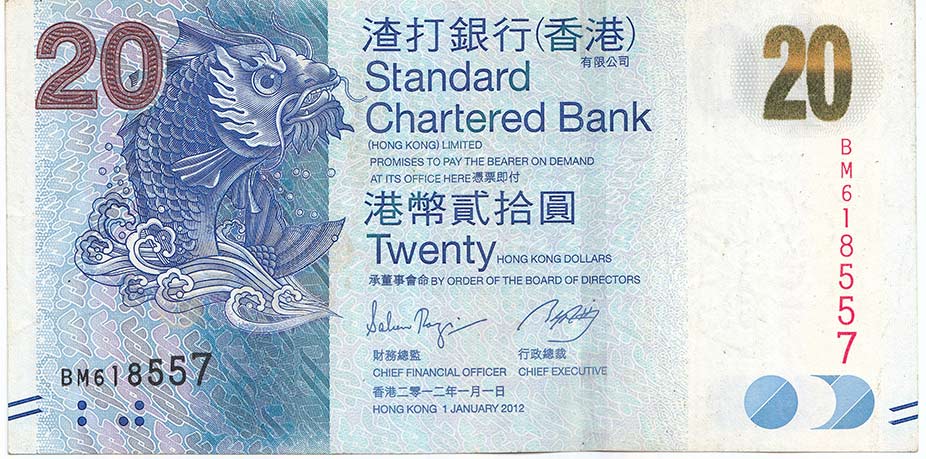 20
渣打銀行(香港)
有限公司
Standard
Chartered Bank
(HONG KONG) LIMITED
PROMISES TO PAY THE BEARER ON DEMAND
AT ITS OFFICE HERE憑票即付
港幣貳拾圓
Twenty HONG KONG DOLLARS
承董事會命 BY ORDER OF THE BOARD OF DIRECTORS
財務總監 行政總裁
CHIEF FINANCIAL OFFICER CHIEF EXECUTIVE
香港二零一二年一月一日
HONG KONG 1 JANUARY 2012
BM618557
20
BM618557